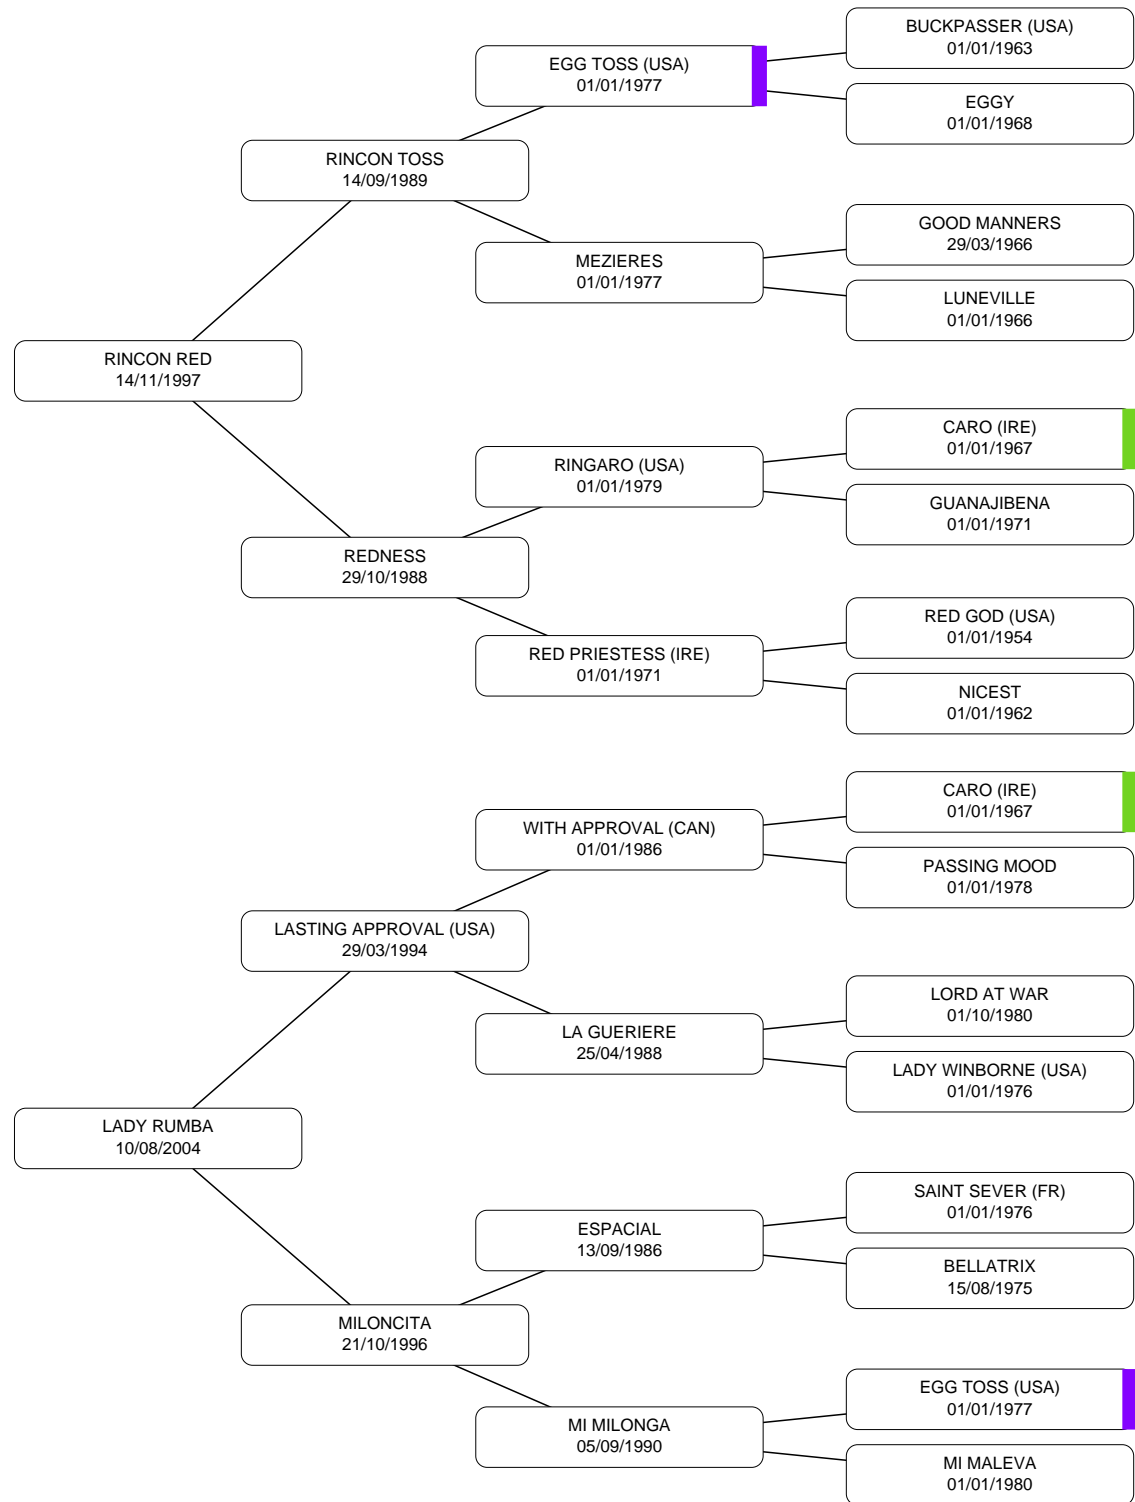 BUCKPASSER (USA)
01/01/1963
EGG TOSS (USA)
01/01/1977
EGGY
01/01/1968
RINCON TOSS
14/09/1989
GOOD MANNERS
29/03/1966
MEZIERES
01/01/1977
LUNEVILLE
01/01/1966
RINCON RED
14/11/1997
CARO (IRE)
01/01/1967
RINGARO (USA)
01/01/1979
GUANAJIBENA
01/01/1971
REDNESS
29/10/1988
RED GOD (USA)
01/01/1954
RED PRIESTESS (IRE)
01/01/1971
NICEST
01/01/1962
CARO (IRE)
01/01/1967
WITH APPROVAL (CAN)
01/01/1986
PASSING MOOD
01/01/1978
LASTING APPROVAL (USA)
29/03/1994
LORD AT WAR
01/10/1980
LA GUERIERE
25/04/1988
LADY WINBORNE (USA)
01/01/1976
LADY RUMBA
10/08/2004
SAINT SEVER (FR)
01/01/1976
ESPACIAL
13/09/1986
BELLATRIX
15/08/1975
MILONCITA
21/10/1996
EGG TOSS (USA)
01/01/1977
MI MILONGA
05/09/1990
MI MALEVA
01/01/1980